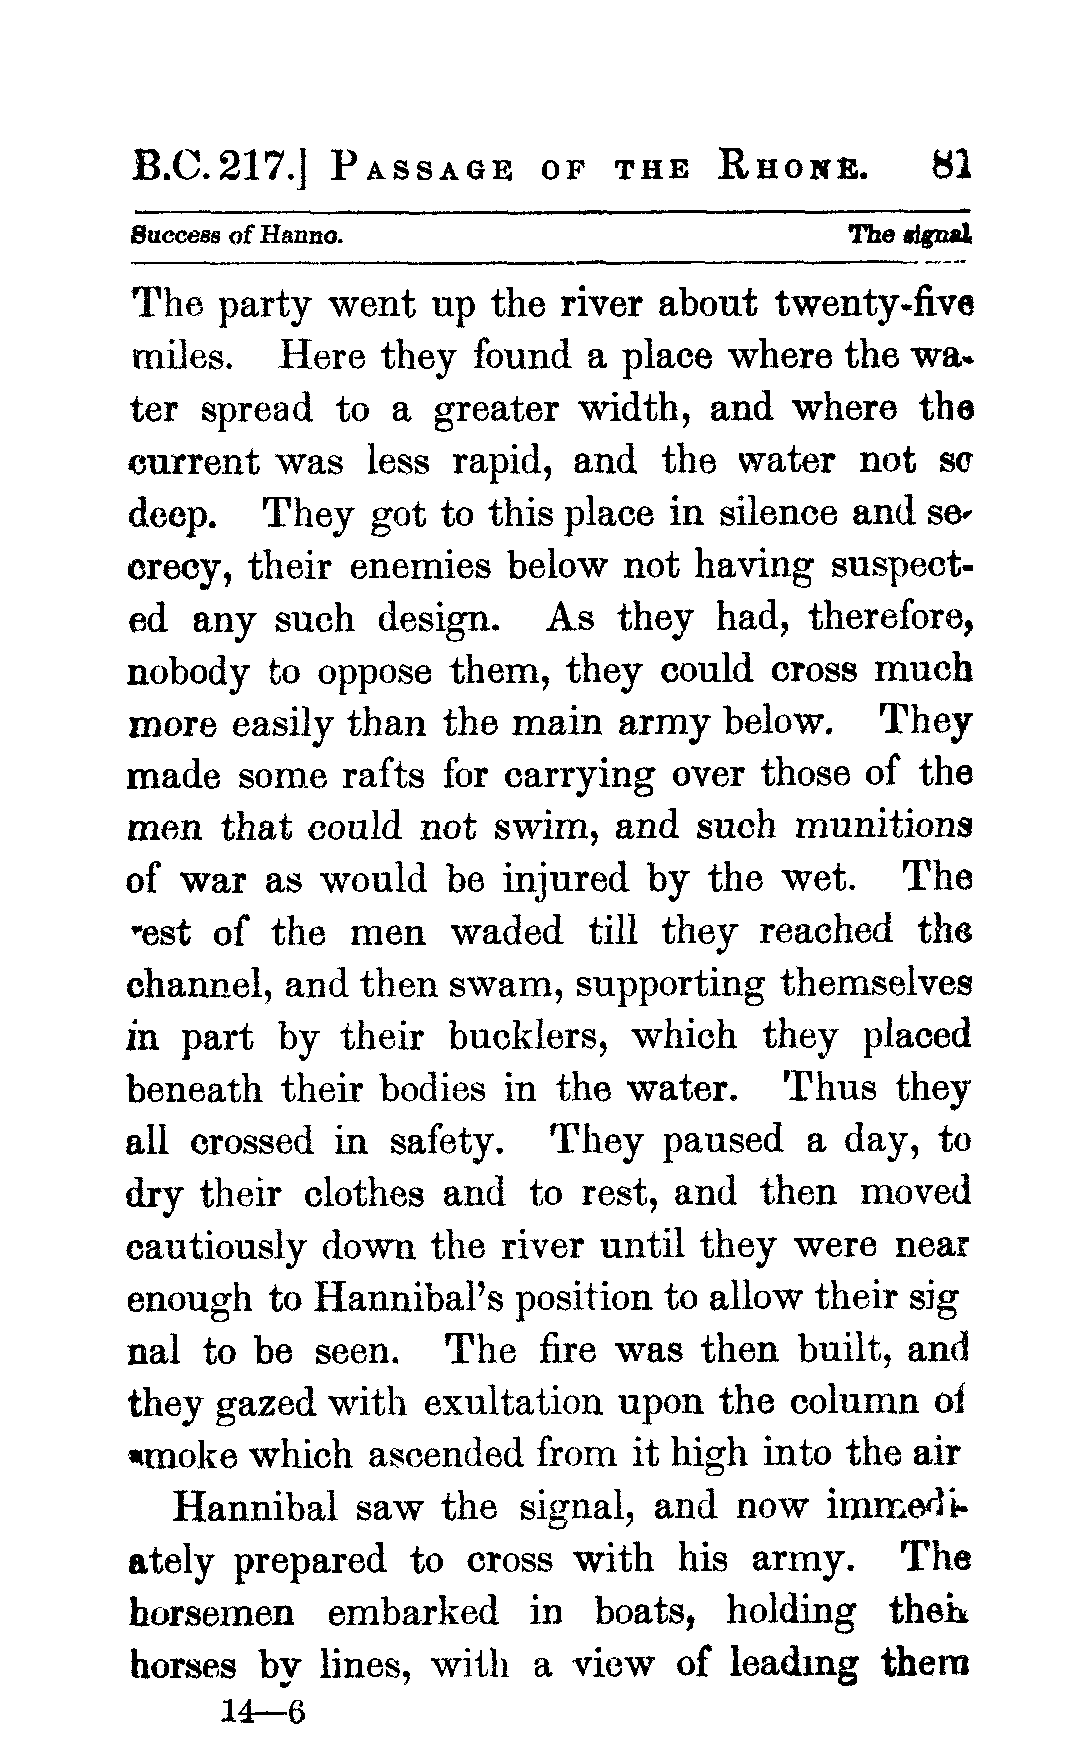 B.C. 217.] PASSAGE OF THE RHONE. 81
Success of Hanno. The signal.
The party went up the river about twenty-five
miles. Here they found a place where the wa-
ter spread to a greater width, and where the
current was less rapid, and the water not so
deep. They got to this place in silence and se-
crecy, their enemies below not having suspect-
ed any such design. As they had, therefore,
nobody to oppose them, they could cross much
more easily than the main army below. They
made some rafts for carrying over those of the
men that could not swim, and such munitions
of war as would be injured by the wet. The
rest of the men waded till they reached the
channel, and then swam, supporting themselves
in part by their bucklers, which they placed
beneath their bodies in the water. Thus they
all crossed in safety. They paused a day, to
dry their clothes and to rest, and then moved
cautiously down the river until they were near
enough to Hannibal's position to allow their sig
nal to be seen. The fire was then built, and
they gazed with exultation upon the column of
smoke which ascended from it high into the air
Hannibal saw the signal, and now immedi-
ately prepared to cross with his army. The
horsemen embarked in boats, holding their
horses by lines, with a view of leading them
14—6